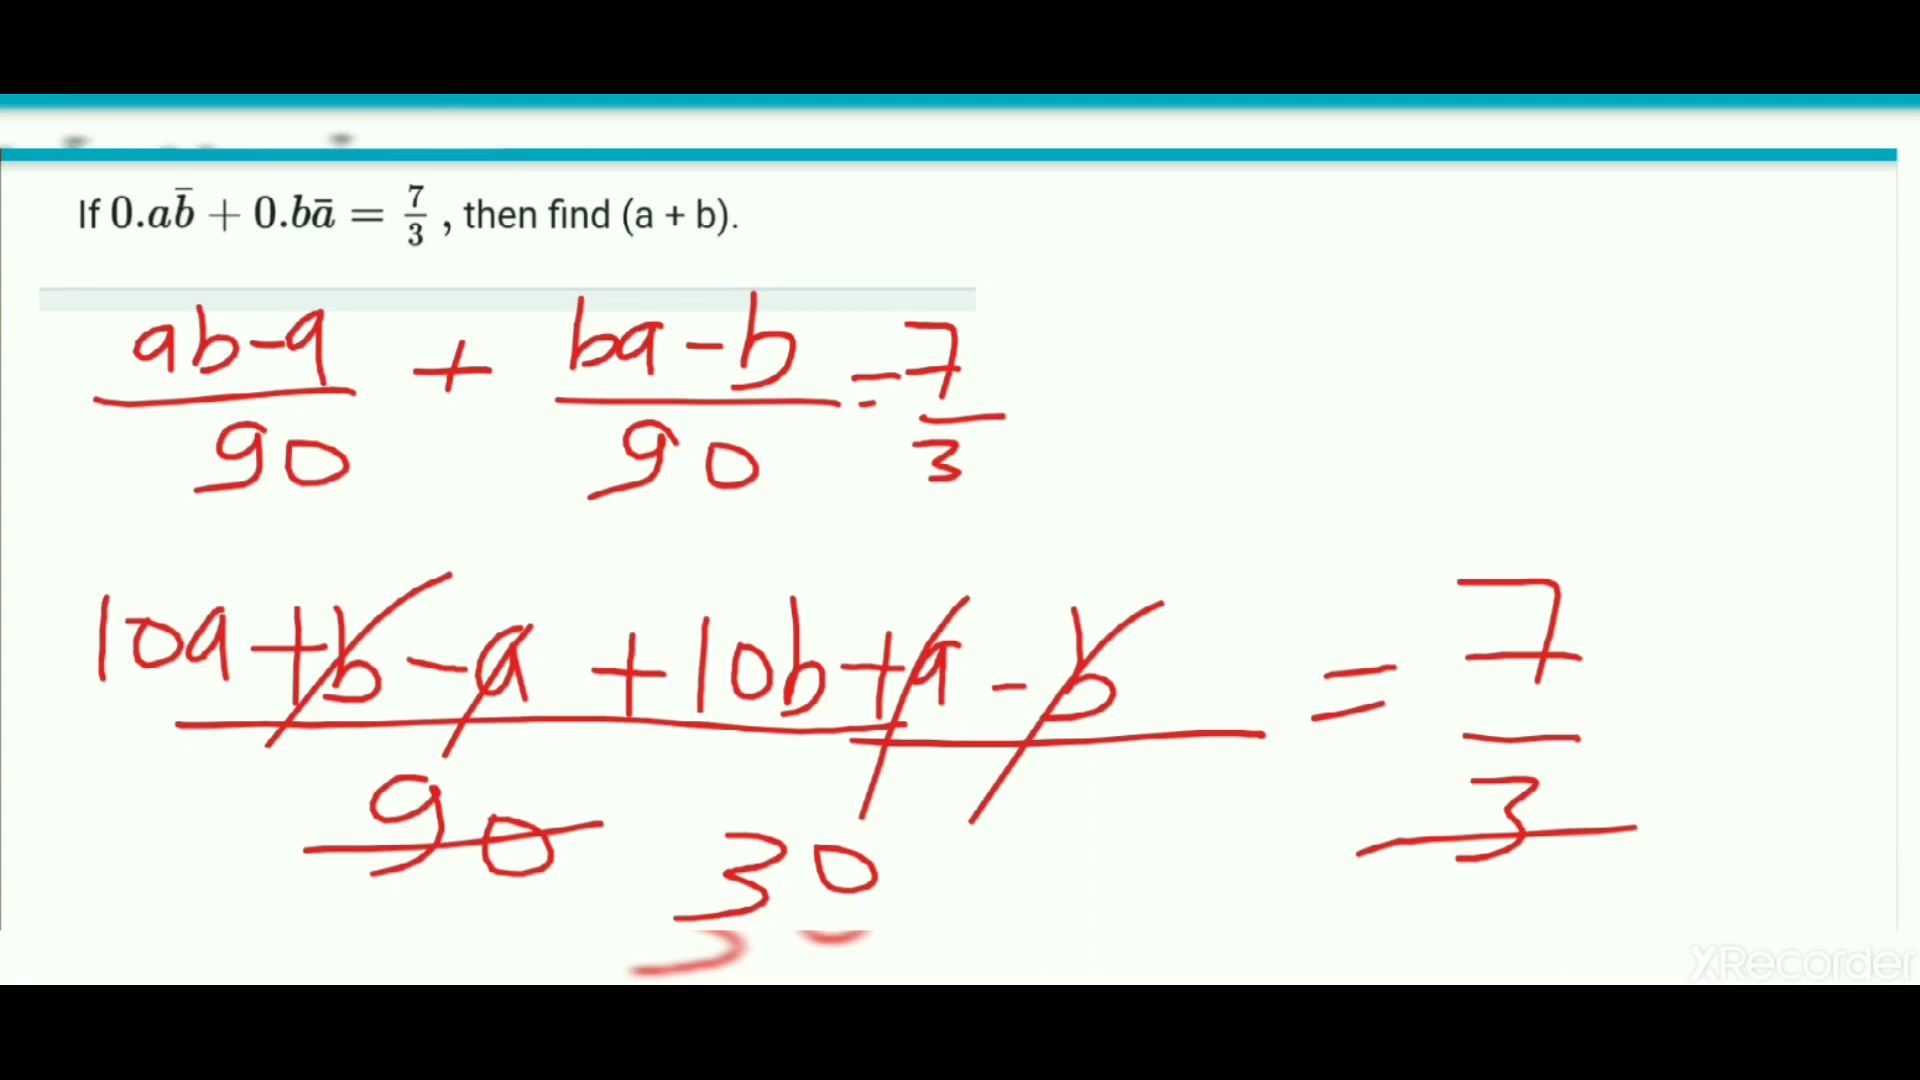 If 0.ab̄ + 0.bā = 7/3 , then find (a + b).
ab-a/90 + ba-b/90 = 7/3
10a+b-a+10b+a-b/90 = 7/3
30
XRecorder